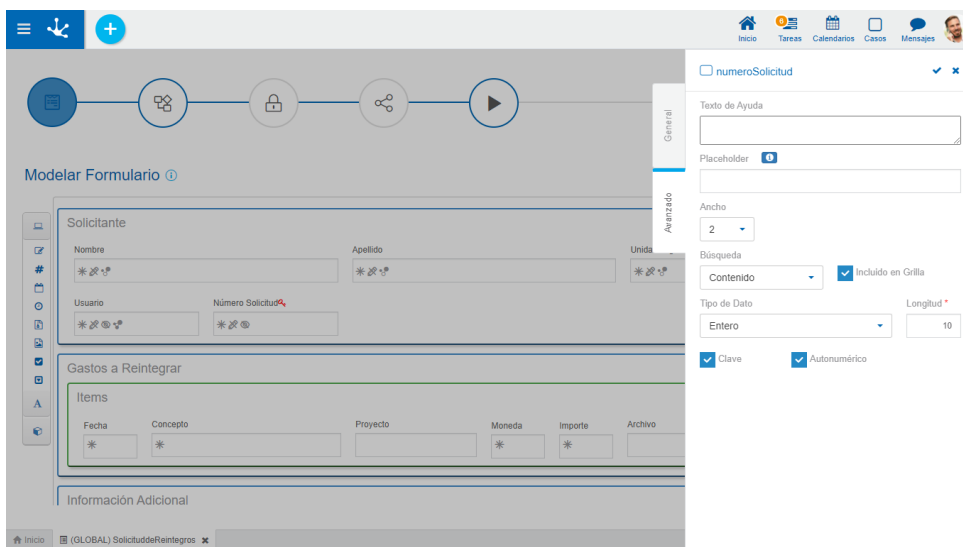 6
Inicio
Tareas
Calendarios
Casos
Mensajes
Modelar Formulario
Solicitante
Nombre
Apellido
Usuario
Número Solicitud
Gastos a Reintegrar
Items
Fecha
Concepto
Proyecto
Moneda
Importe
Archivo
Información Adicional
Inicio
(GLOBAL) SolicituddeReintegros
General
Avanzado
numeroSolicitud
Texto de Ayuda
Placeholder
Ancho
2
Búsqueda
Contenido
Incluido en Grilla
Tipo de Dato
Longitud *
Entero
10
Clave
Autonumérico